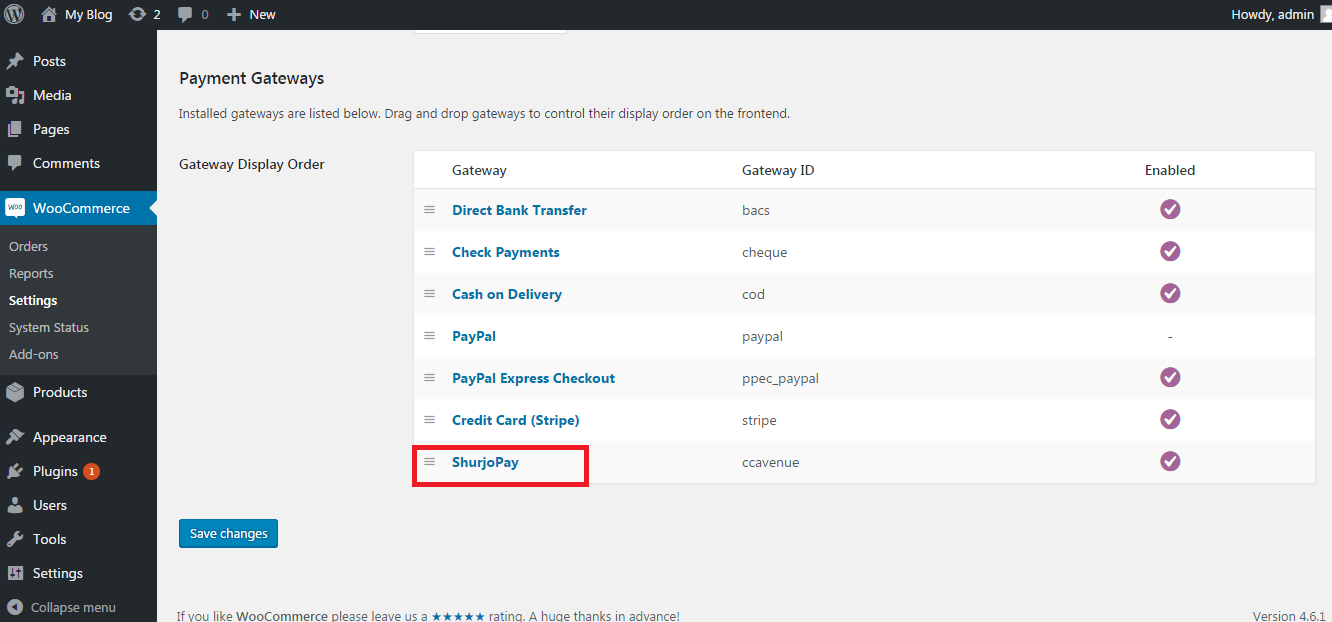 My Blog 2 0 New Howdy, admin
Posts
Media
Pages
Comments
WOO WooCommerce
Orders
Reports
Settings
System Status
Add-ons
Products
Appearance
Plugins 1
Users
Tools
Settings
Collapse menu
Payment Gateways
Installed gateways are listed below. Drag and drop gateways to control their display order on the frontend.
Gateway Display Order
Gateway Gateway ID Enabled
Direct Bank Transfer bacs
Check Payments cheque
Cash on Delivery cod
PayPal paypal -
PayPal Express Checkout ppec_paypal
Credit Card (Stripe) stripe
ShurjoPay ccavenue
Save changes
If you like WooCommerce please leave us a ★★★★★ rating. A huge thanks in advance! Version 4.6.1